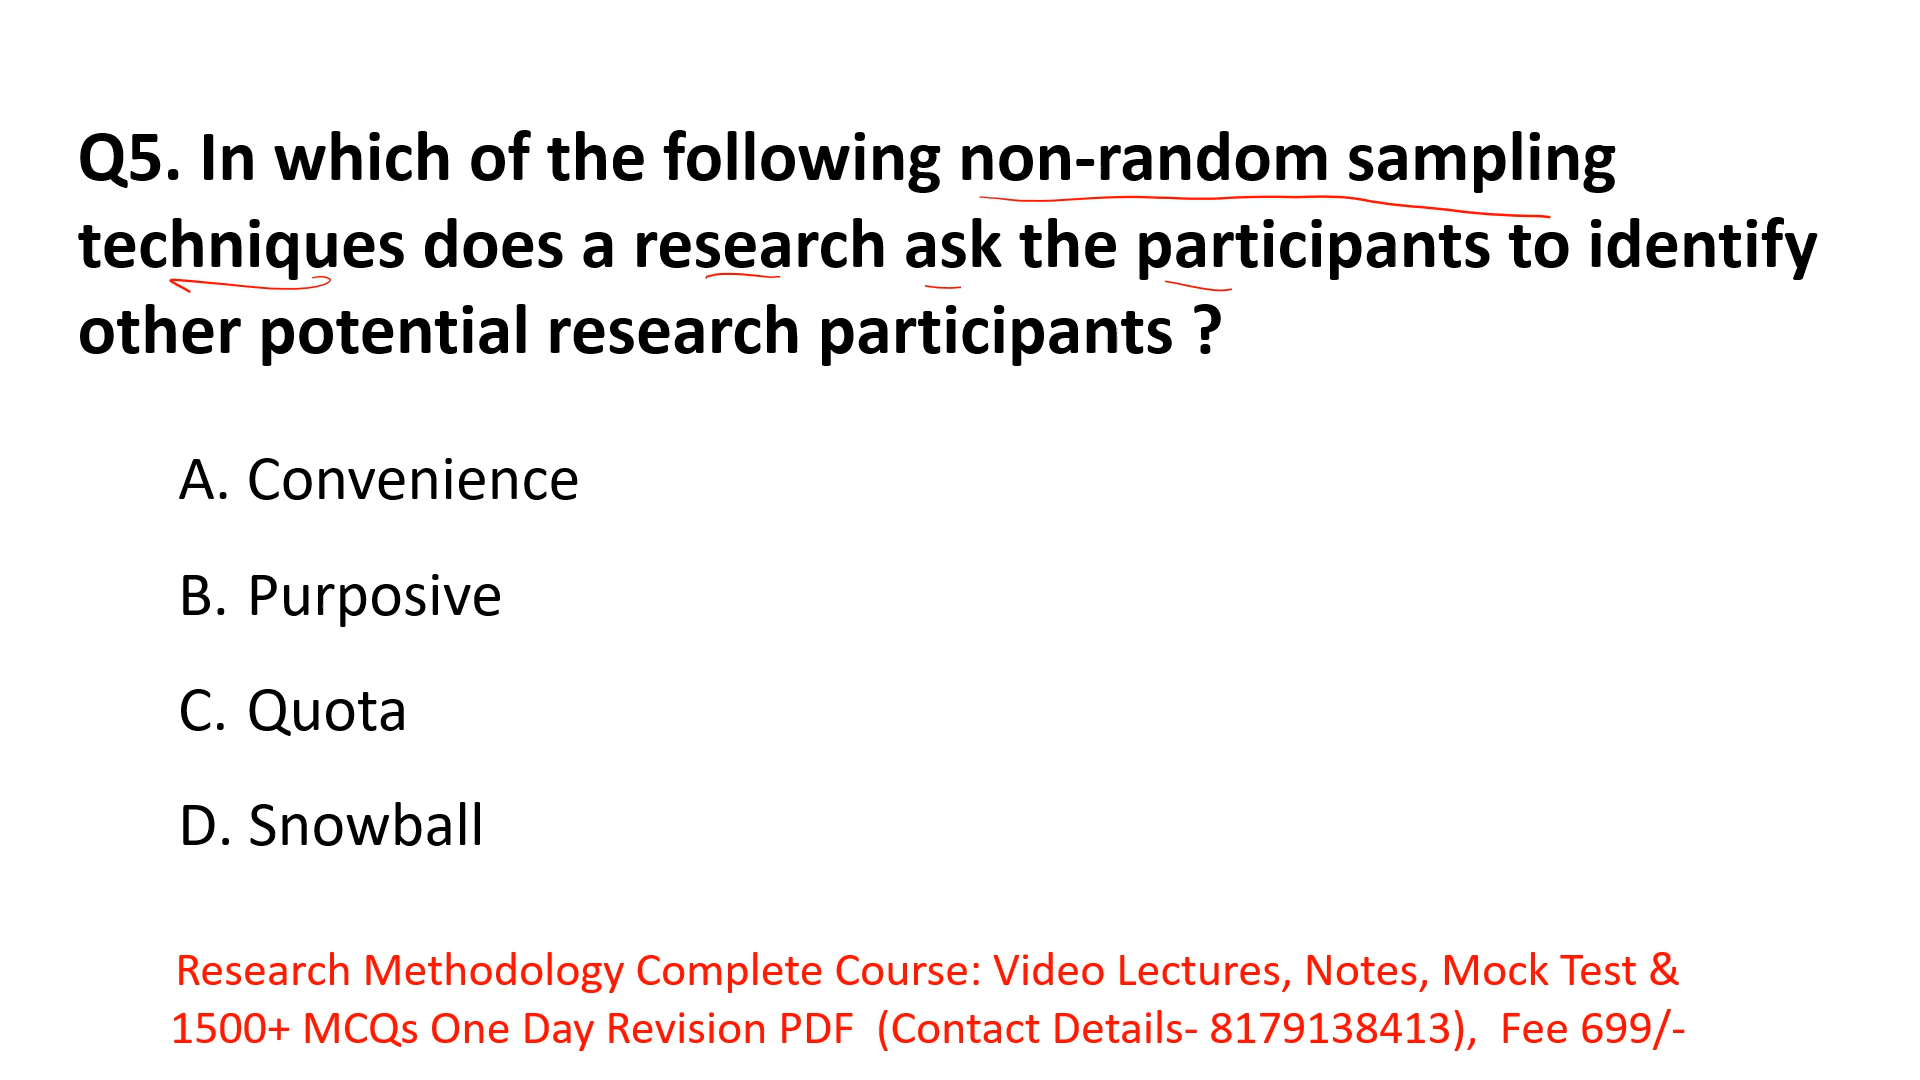 Q5. In which of the following non-random sampling
techniques does a research ask the participants to identify
other potential research participants ?
A. Convenience
B. Purposive
C. Quota
D. Snowball
Research Methodology Complete Course: Video Lectures, Notes, Mock Test &
1500+ MCQs One Day Revision PDF (Contact Details- 8179138413), Fee 699/-